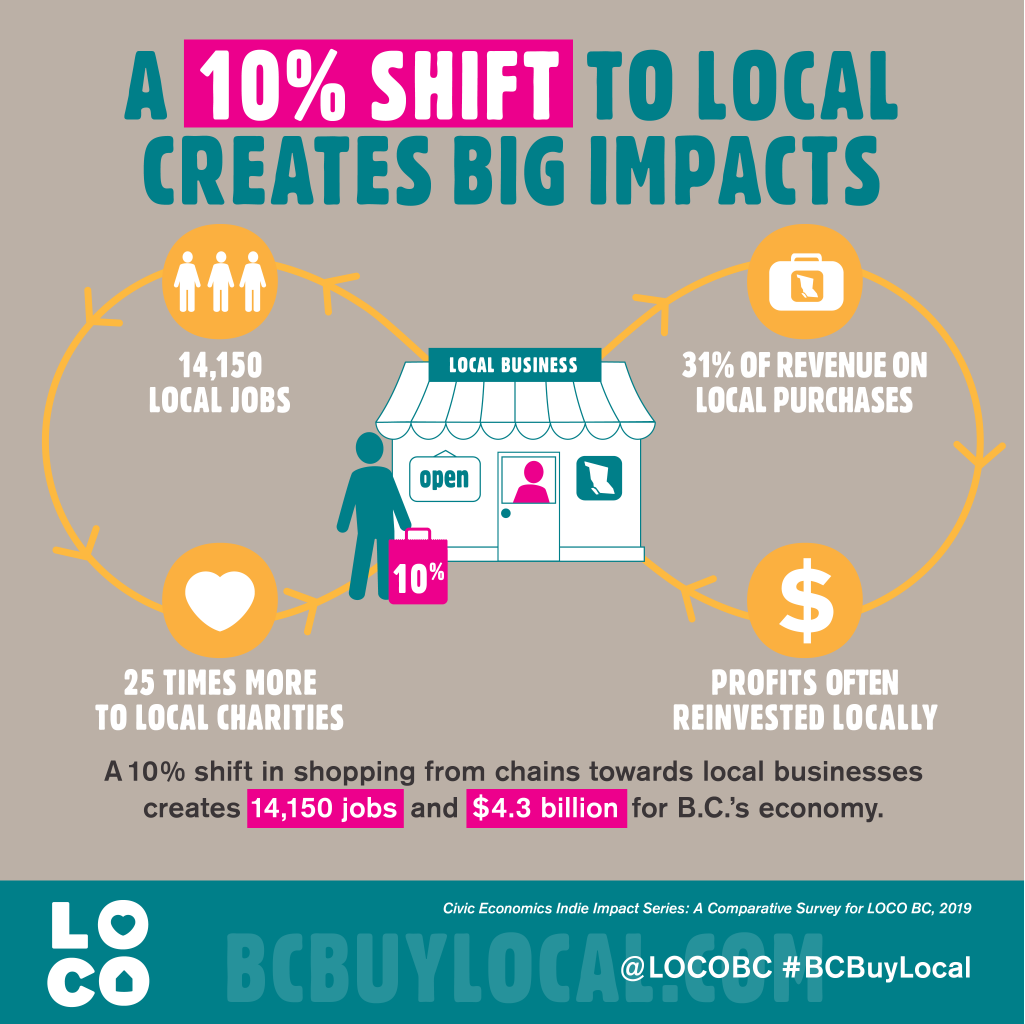 A 10% SHIFT TO LOCAL
CREATES BIG IMPACTS
14,150
LOCAL JOBS
LOCAL BUSINESS
31% OF REVENUE ON
LOCAL PURCHASES
open
10%
25 TIMES MORE
TO LOCAL CHARITIES
PROFITS OFTEN
REINVESTED LOCALLY
$
A 10% shift in shopping from chains towards local businesses
creates 14,150 jobs and $4.3 billion for B.C.'s economy.
LOCO
Civic Economics Indie Impact Series: A Comparative Survey for LOCO BC, 2019
BCBUYLOCAL.COM
@LOCOBC #BCBuyLocal